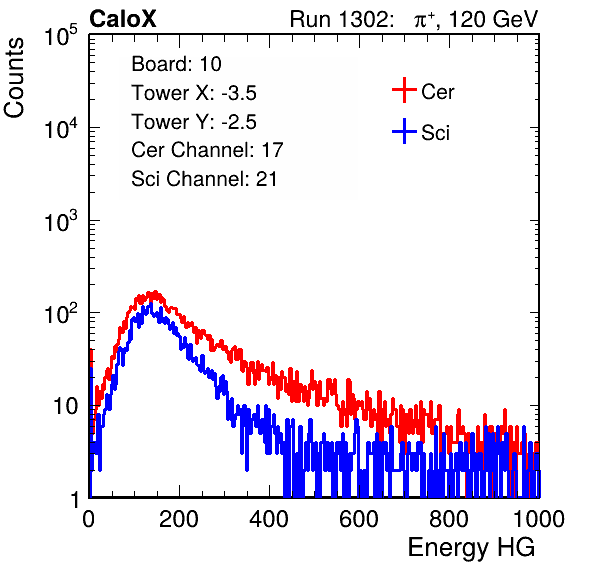 CaloX Run 1302: π⁺, 120 GeV
Counts
Board: 10
Tower X: -3.5
Tower Y: -2.5
Cer Channel: 17
Sci Channel: 21
Cer
Sci
10⁵
10⁴
10³
10²
10
1
0 200 400 600 800 1000
Energy HG